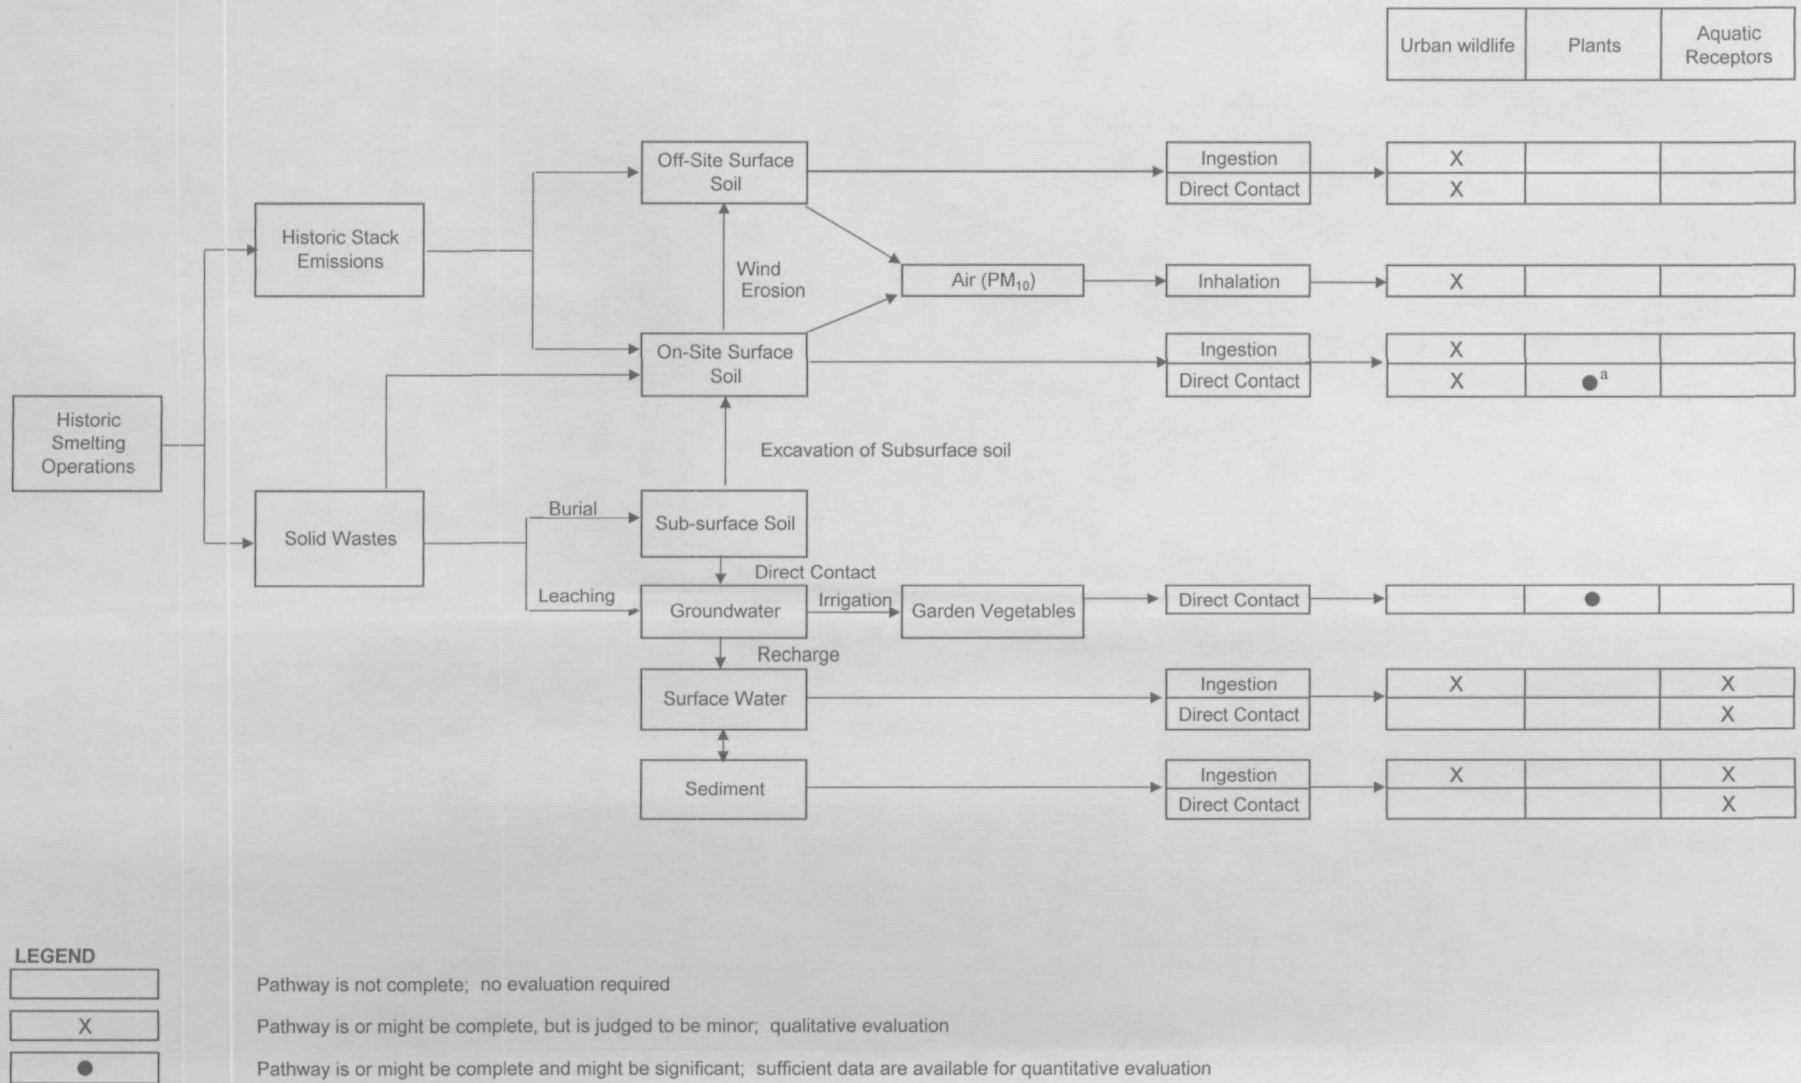 Urban wildlife
Plants
Aquatic
Receptors
Off-Site Surface
Soil
Ingestion
X
Direct Contact
X
Historic Stack
Emissions
Wind
Erosion
Air (PM₁₀)
Inhalation
X
On-Site Surface
Soil
Ingestion
X
Direct Contact
X
●ᵃ
Historic
Smelting
Operations
Excavation of Subsurface soil
Solid Wastes
Burial
Sub-surface Soil
Direct Contact
Leaching
Groundwater
Irrigation
Garden Vegetables
Direct Contact
●
Recharge
Surface Water
Ingestion
X
X
Direct Contact
X
Sediment
Ingestion
X
X
Direct Contact
X
LEGEND
Pathway is not complete; no evaluation required
X
Pathway is or might be complete, but is judged to be minor; qualitative evaluation
●
Pathway is or might be complete and might be significant; sufficient data are available for quantitative evaluation